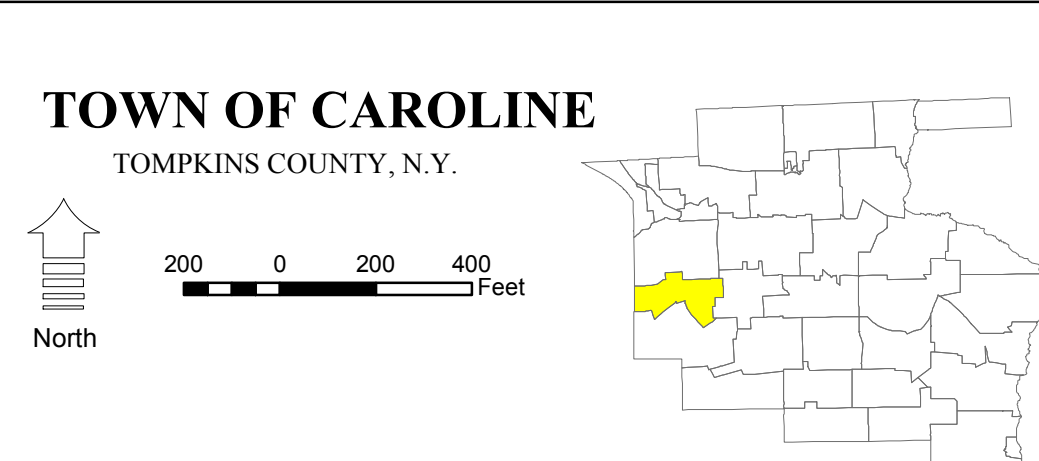 TOWN OF CAROLINE
TOMPKINS COUNTY, N.Y.
200 0 200 400
Feet
North